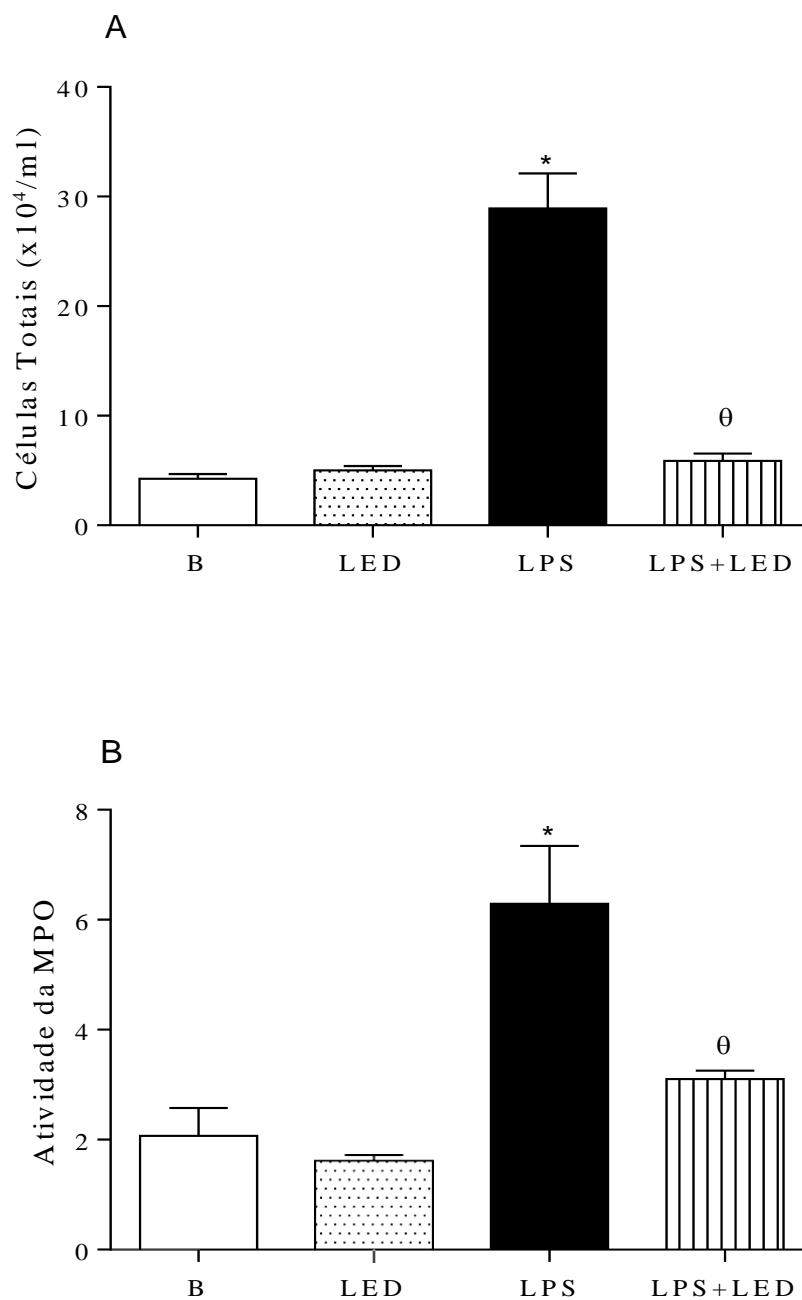 A
Células Totais (x10⁴/ml)
40
30
20
10
0
*
θ
B LED LPS LPS+LED
B
Atividade da MPO
8
6
4
2
0
*
θ
B LED LPS LPS+LED